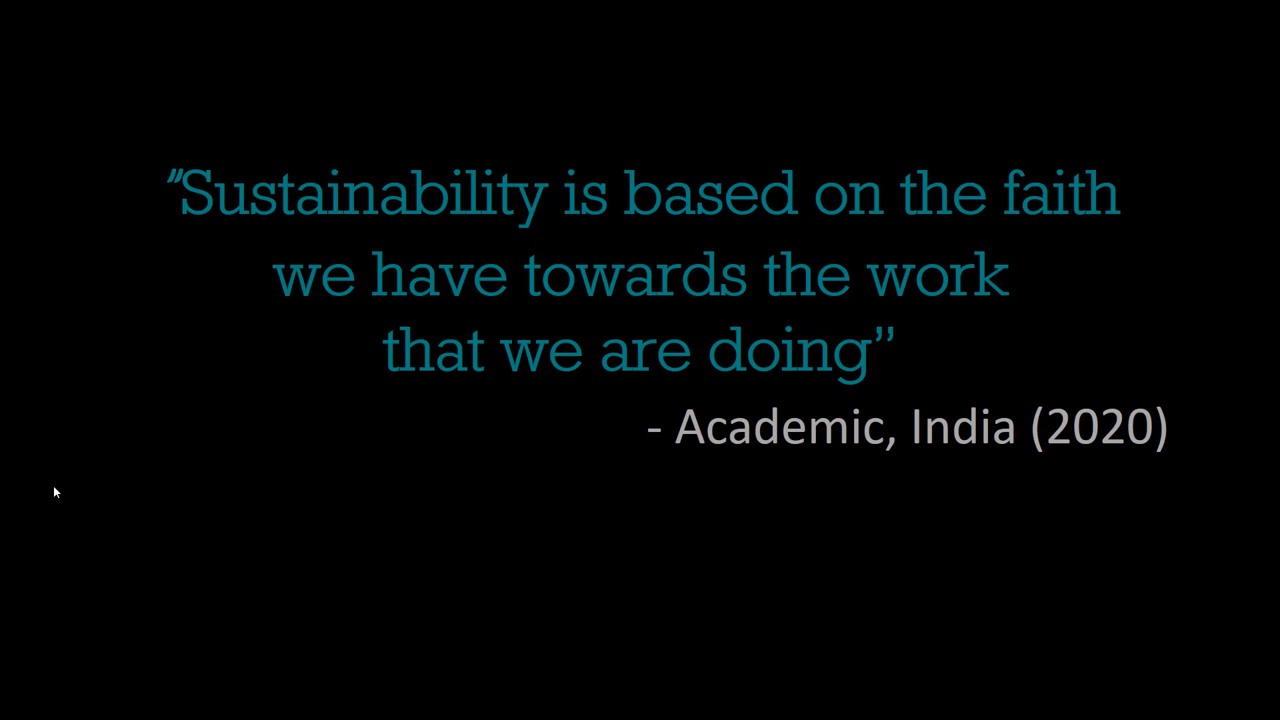 "Sustainability is based on the faith
we have towards the work
that we are doing”
- Academic, India (2020)